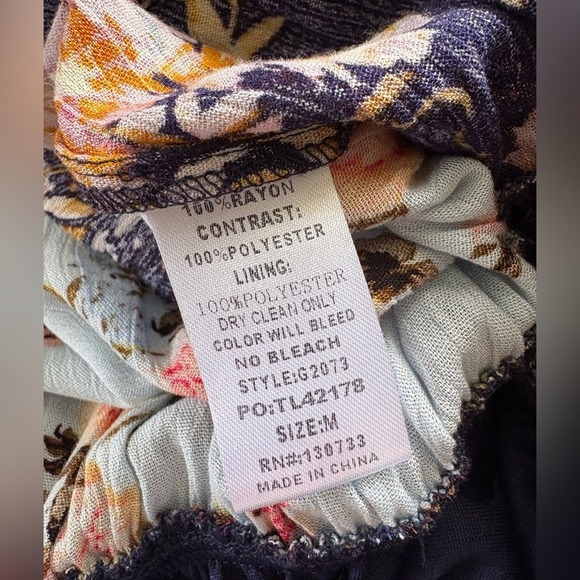 100%RAYON
CONTRAST:
100%POLYESTER
LINING:
100%POLYESTER
DRY CLEAN ONLY
COLOR WILL BLEED
NO BLEACH
STYLE:G2073
PO:TL42178
SIZE:M
RN#:130733
MADE IN CHINA